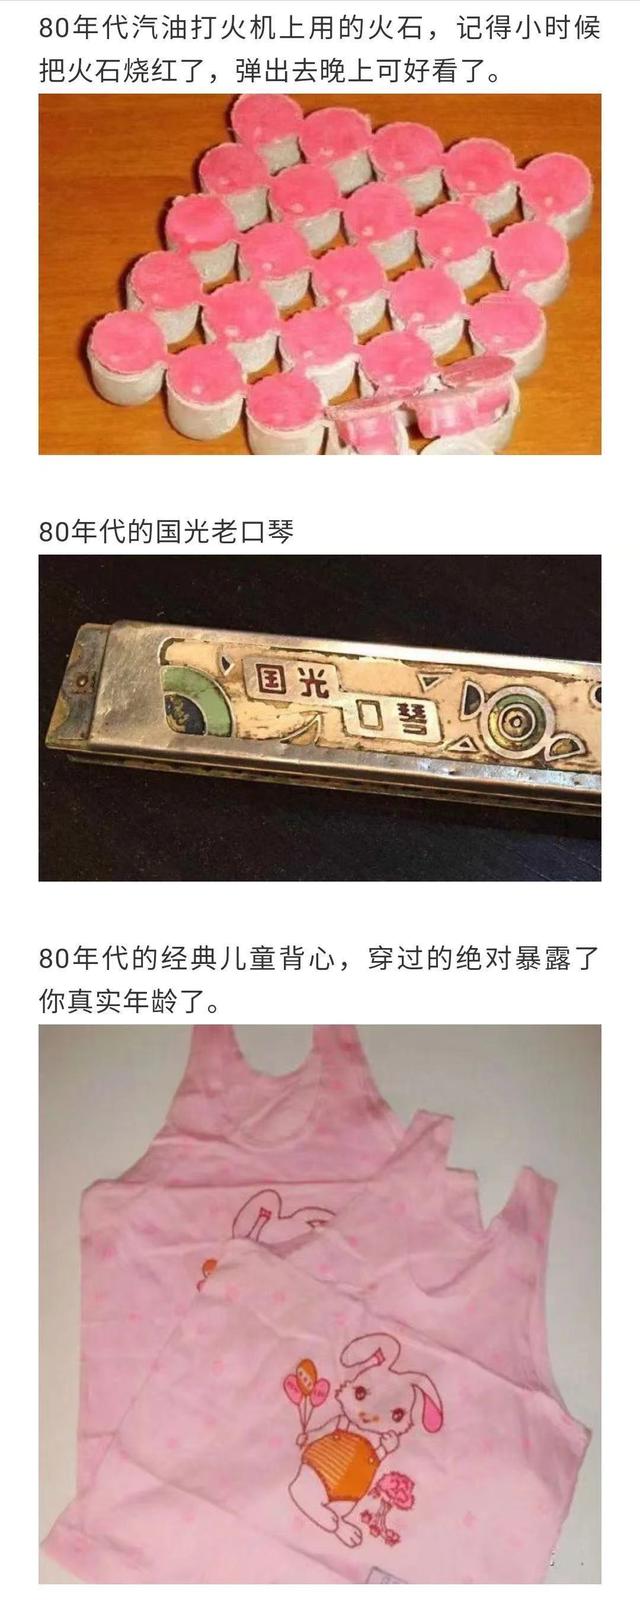 80年代汽油打火机上用的火石，记得小时候
把火石烧红了，弹出去晚上可好看了。
80年代的国光老口琴
国光
口琴
80年代的经典儿童背心，穿过的绝对暴露了
你真实年龄了。